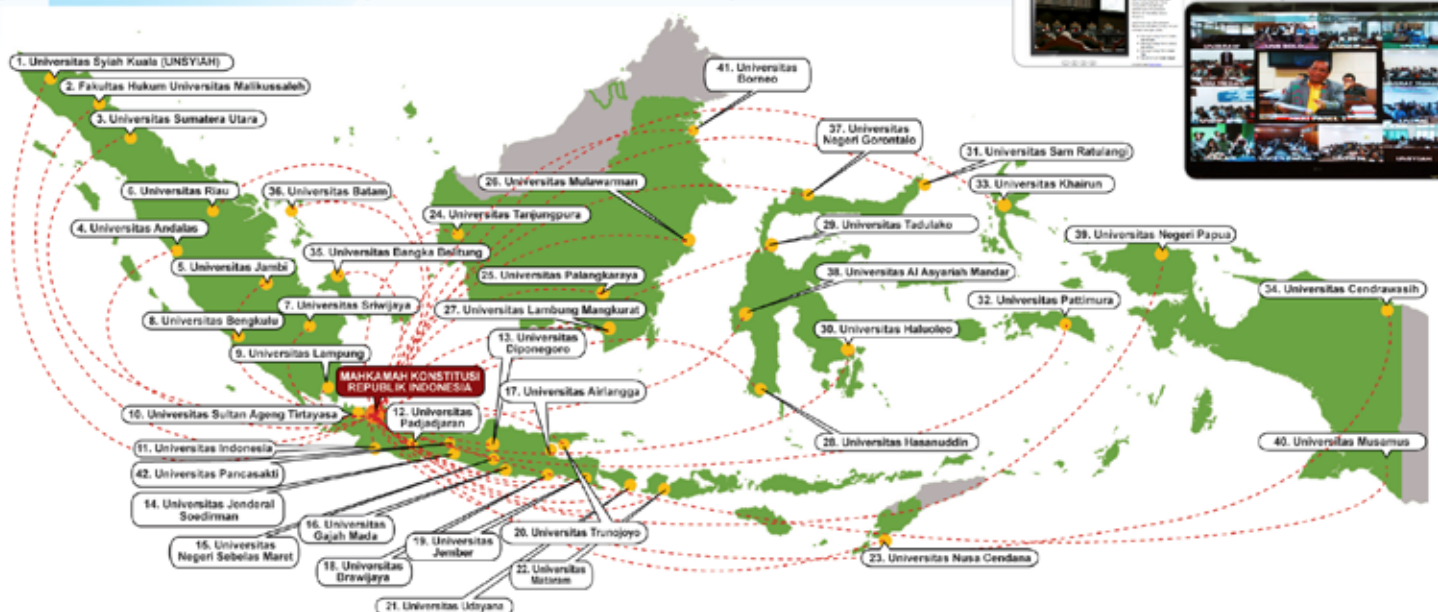 1. Universitas Syiah Kuala (UNSYIAH)
2. Fakultas Hukum Universitas Malikussaleh
3. Universitas Sumatera Utara
41. Universitas
Borneo
37. Universitas
Negeri Gorontalo
31. Universitas Sam Ratulangi
6. Universitas Riau
36. Universitas Batam
26. Universitas Mulawarman
33. Universitas Khairun
24. Universitas Tanjungpura
4. Universitas Andalas
29. Universitas Tadulako
39. Universitas Negeri Papua
35. Universitas Bangka Belitung
5. Universitas Jambi
25. Universitas Palangkaraya
38. Universitas Al Asyariah Mandar
34. Universitas Cendrawasih
7. Universitas Sriwijaya
32. Universitas Pattimura
27. Universitas Lambung Mangkurat
8. Universitas Bengkulu
30. Universitas Haluoleo
13. Universitas
Diponegoro
9. Universitas Lampung
MAHKAMAH KONSTITUSI
REPUBLIK INDONESIA
17. Universitas Airlangga
10. Universitas Sultan Ageng Tirtayasa
12. Universitas
Padjadjaran
28. Universitas Hasanuddin
40. Universitas Musamus
11. Universitas Indonesia
42. Universitas Pancasakti
14. Universitas Jenderal
Soedirman
16. Universitas
Gajah Mada
20. Universitas Trunojoyo
15. Universitas
Negeri Sebelas Maret
19. Universitas
Jember
23. Universitas Nusa Cendana
18. Universitas
Brawijaya
22. Universitas
Mataram
21. Universitas Udayana